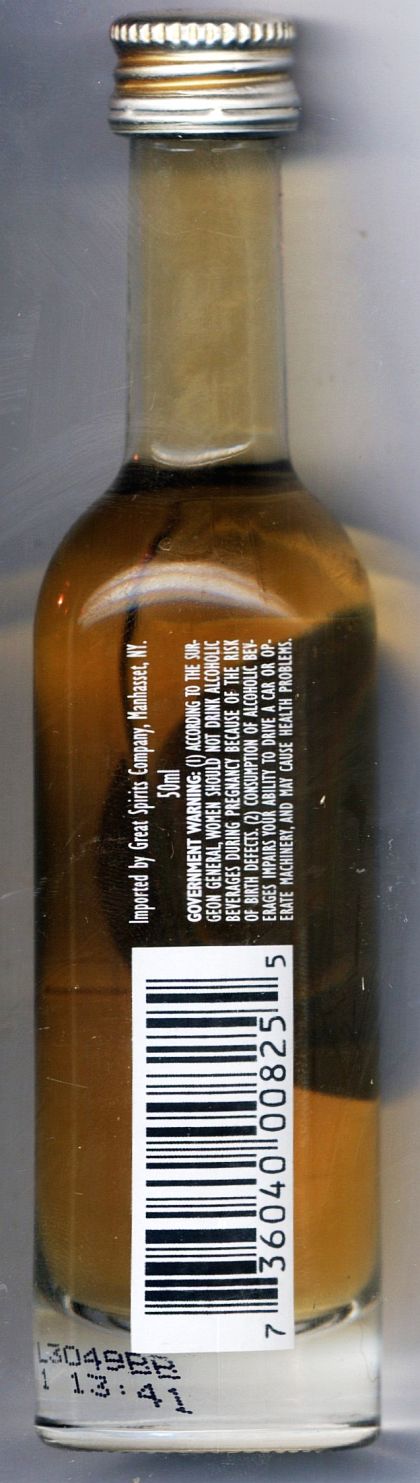 Imported by Great Spirits Company, Manhasset, NY.
50ml
GOVERNMENT WARNING: (1) ACCORDING TO THE SUR-
GEON GENERAL, WOMEN SHOULD NOT DRINK ALCOHOLIC
BEVERAGES DURING PREGNANCY BECAUSE OF THE RISK
OF BIRTH DEFECTS. (2) CONSUMPTION OF ALCOHOLIC BEV-
ERAGES IMPAIRS YOUR ABILITY TO DRIVE A CAR OR OP-
ERATE MACHINERY, AND MAY CAUSE HEALTH PROBLEMS.
7 36040 00825 5
1 13:41